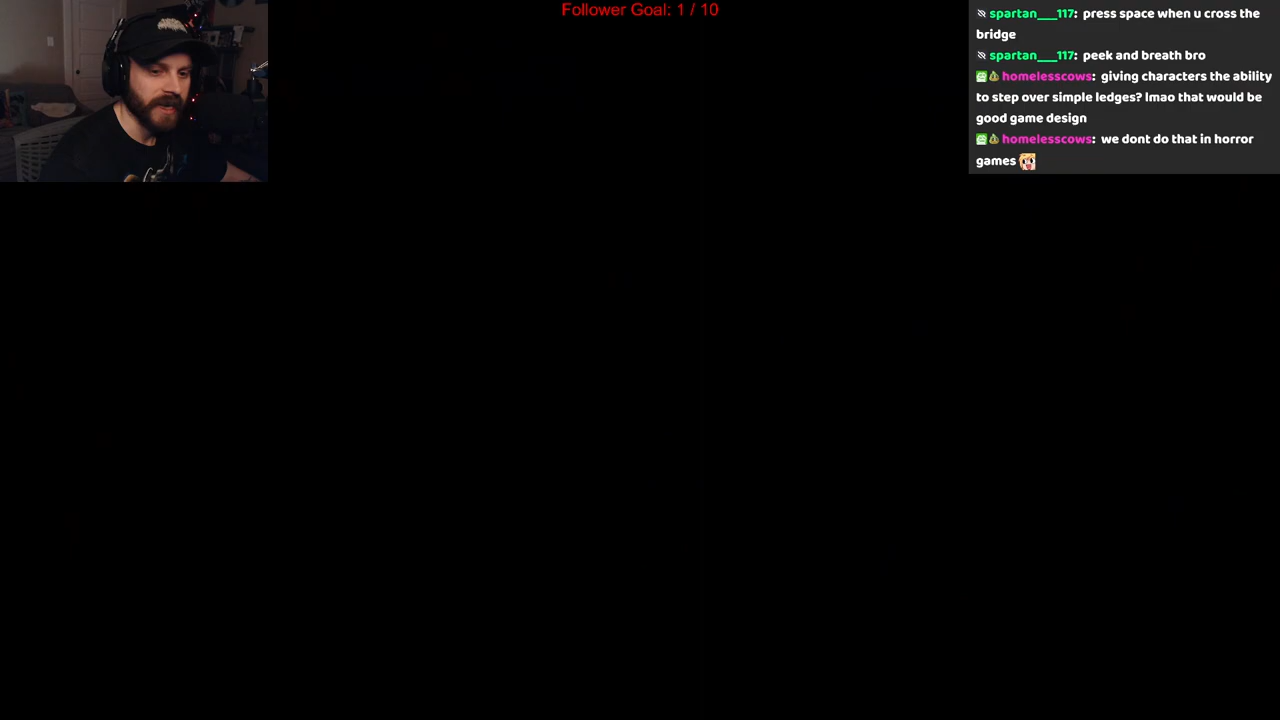 Follower Goal: 1 / 10
spartan___117: press space when u cross the
bridge
spartan___117: peek and breath bro
homelesscows: giving characters the ability
to step over simple ledges? lmao that would be
good game design
homelesscows: we dont do that in horror
games